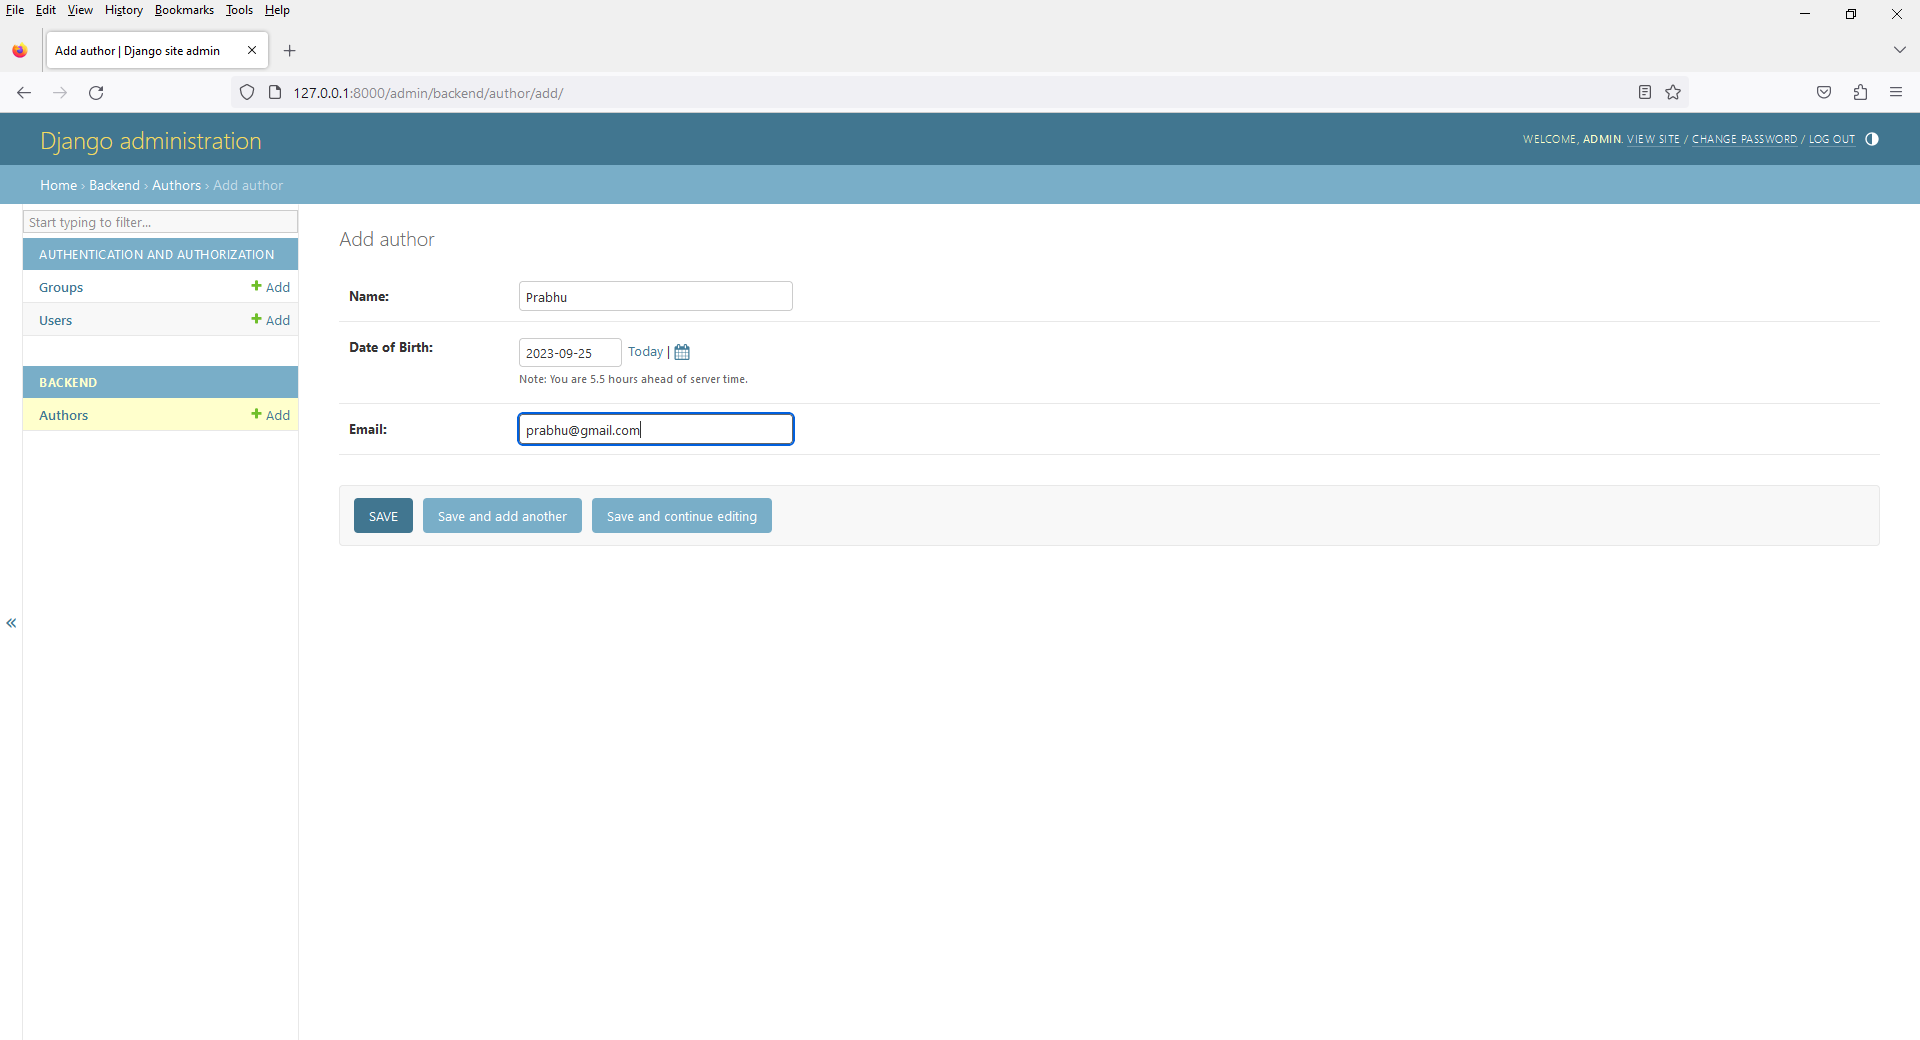 File Edit View History Bookmarks Tools Help
Add author | Django site admin
127.0.0.1:8000/admin/backend/author/add/
Django administration
WELCOME, ADMIN. VIEW SITE / CHANGE PASSWORD / LOG OUT
Home › Backend › Authors › Add author
Start typing to filter...
AUTHENTICATION AND AUTHORIZATION
Groups + Add
Users + Add
BACKEND
Authors + Add
«
Add author
Name: Prabhu
Date of Birth: 2023-09-25 Today |
Note: You are 5.5 hours ahead of server time.
Email: prabhu@gmail.com
SAVE Save and add another Save and continue editing